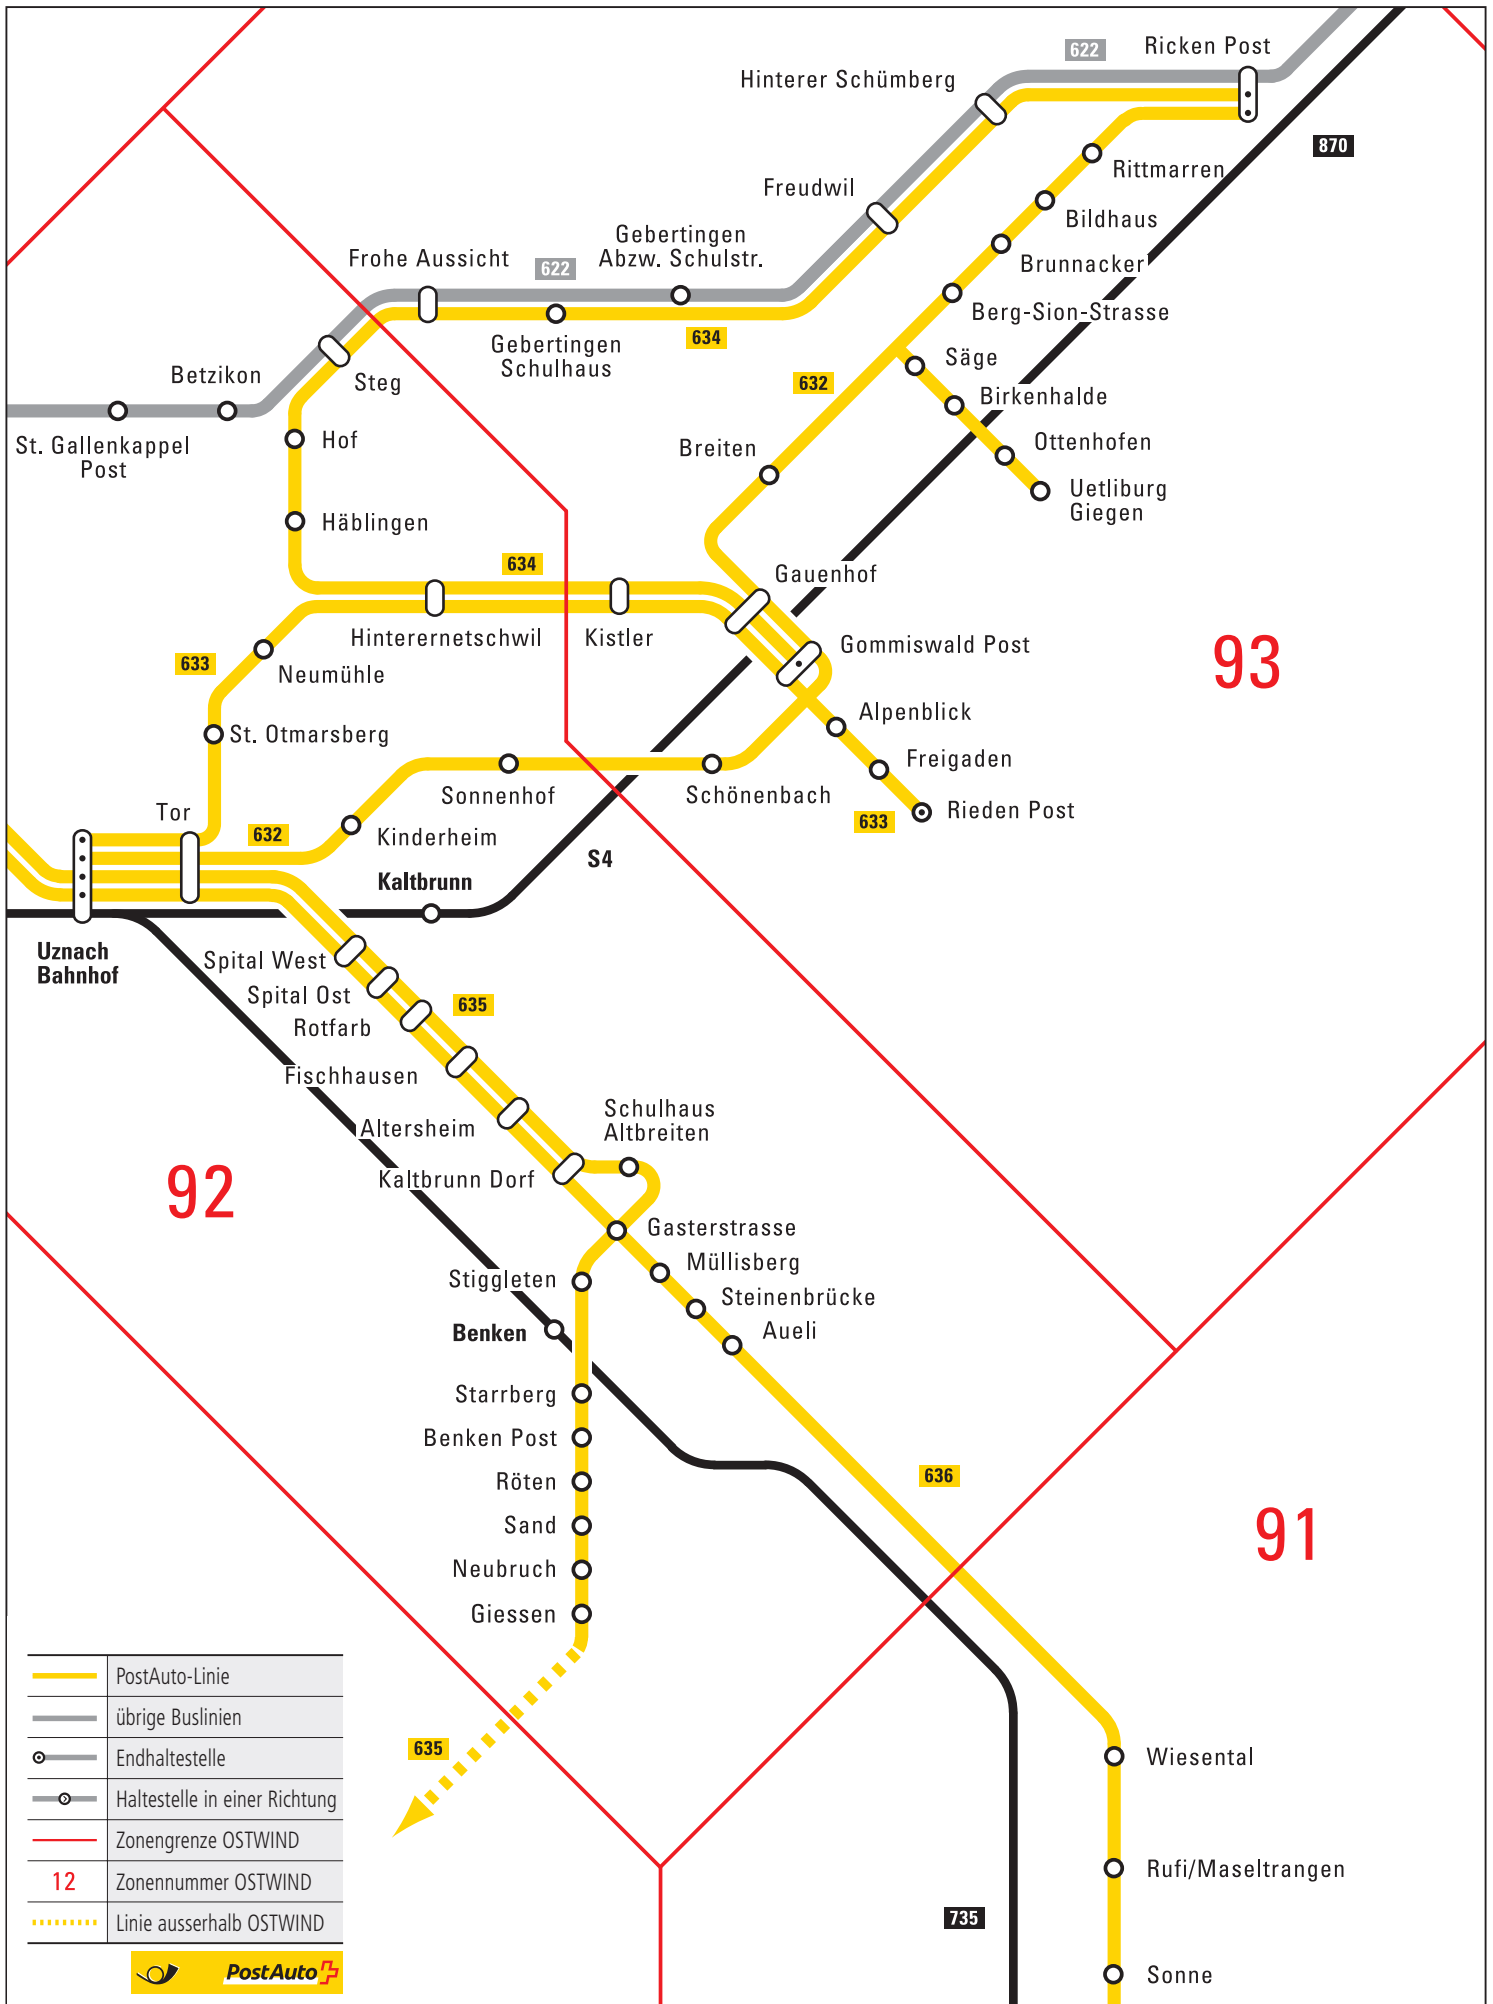 622
Ricken Post
Hinterer Schümberg
870
Rittmarren
Freudwil
Bildhaus
Gebertingen
Abzw. Schulstr.
Frohe Aussicht
622
Brunnacker
Berg-Sion-Strasse
634
Gebertingen
Schulhaus
Säge
Betzikon
Steg
632
Birkenhalde
St. Gallenkappel
Post
Hof
Breiten
Ottenhofen
Uetliburg
Giegen
Häblingen
634
Gauenhof
Hinterernetschwil
Kistler
Gommiswald Post
93
633
Neumühle
St. Otmarsberg
Alpenblick
Freigaden
Sonnenhof
Schönenbach
Rieden Post
633
Tor
632
Kinderheim
S4
Kaltbrunn
Uznach
Bahnhof
Spital West
Spital Ost
635
Rotfarb
Fischhausen
Schulhaus
Altbreiten
Altersheim
Kaltbrunn Dorf
92
Gasterstrasse
Müllisberg
Stiggleten
Steinenbrücke
Benken
Aueli
Starrberg
Benken Post
Röten
636
Sand
91
Neubruch
Giessen
PostAuto-Linie
übrige Buslinien
Endhaltestelle
Haltestelle in einer Richtung
Zonengrenze OSTWIND
12 Zonennummer OSTWIND
Linie ausserhalb OSTWIND
635
Wiesental
Rufi/Maseltrangen
735
Sonne
PostAuto